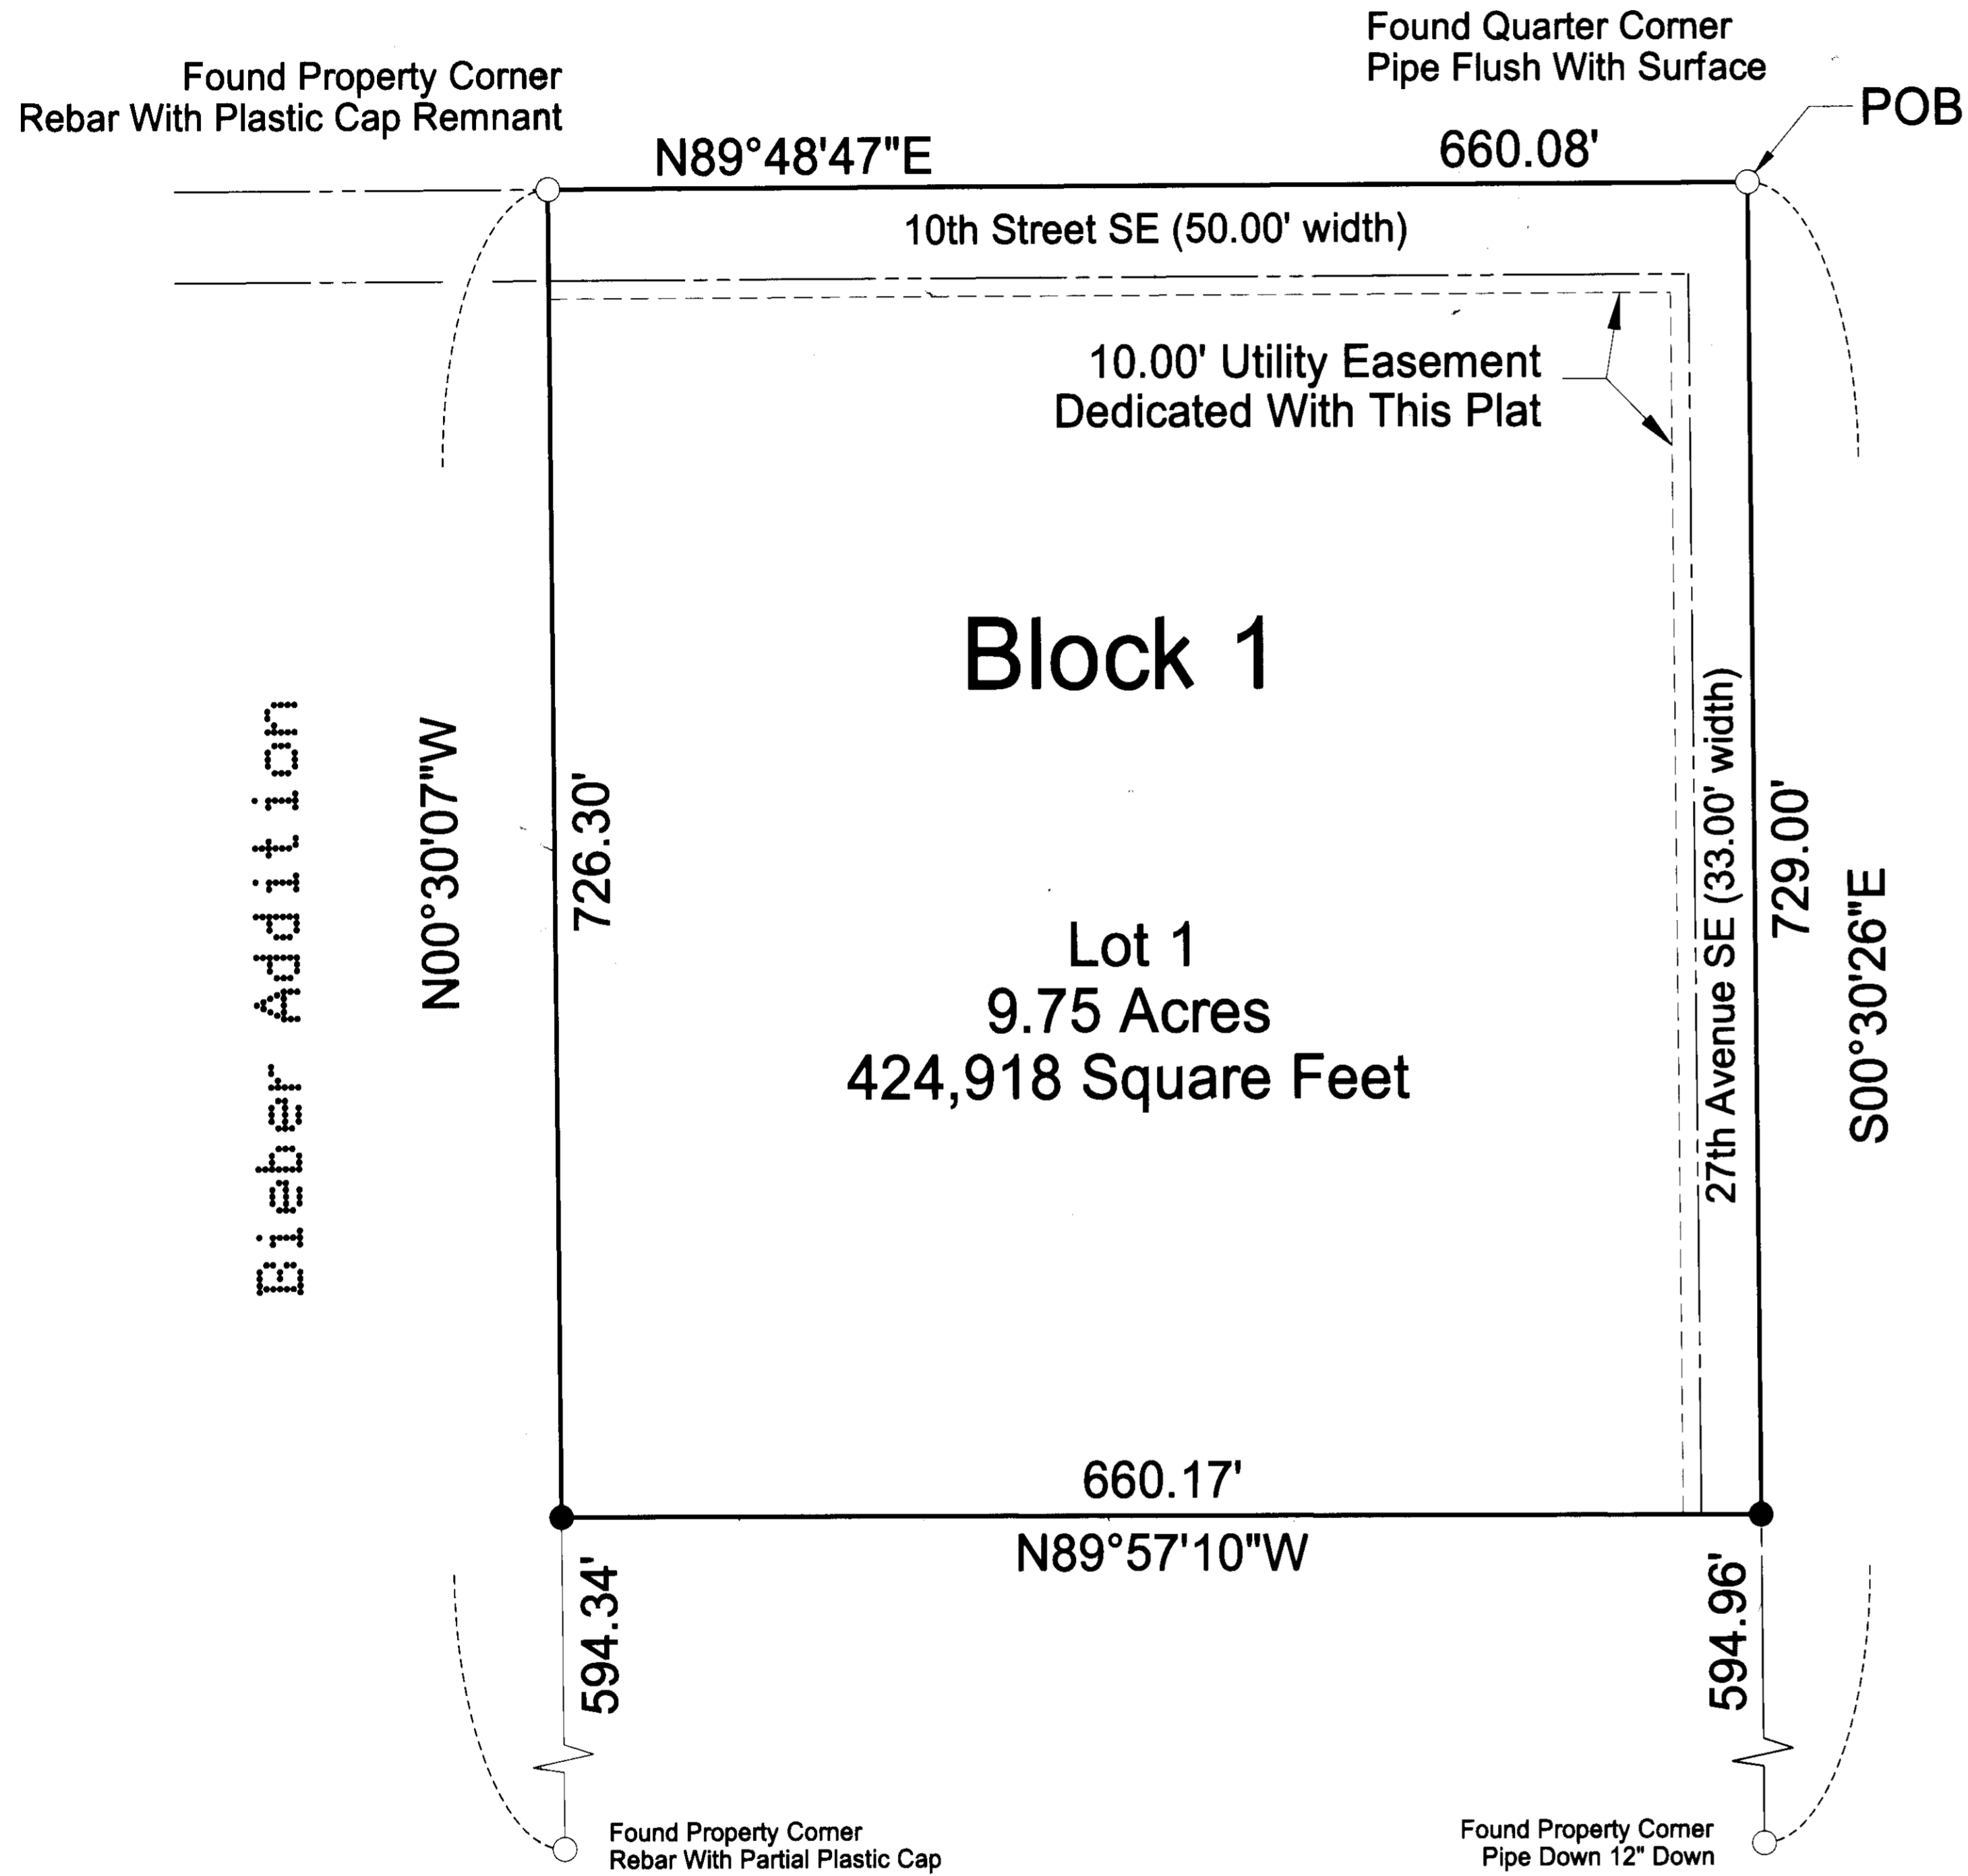 Found Quarter Corner
Pipe Flush With Surface
Found Property Corner
Rebar With Plastic Cap Remnant
POB
N89°48'47"E
660.08'
10th Street SE (50.00' width)
10.00' Utility Easement
Dedicated With This Plat
Block 1
Bieber Addition
N00°30'07"W
726.30'
27th Avenue SE (33.00' width)
729.00'
S00°30'26"E
Lot 1
9.75 Acres
424,918 Square Feet
660.17'
N89°57'10"W
594.34'
594.96'
Found Property Corner
Rebar With Partial Plastic Cap
Found Property Corner
Pipe Down 12" Down